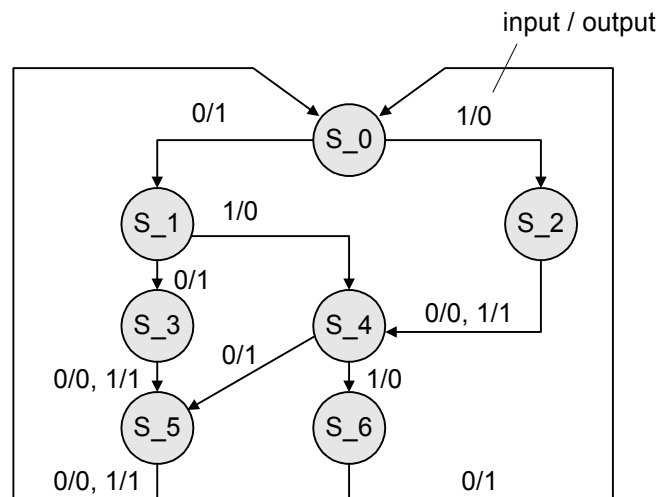 input / output
0/1
1/0
S_0
S_1
1/0
S_2
0/1
S_3
S_4
0/0, 1/1
0/1
0/0, 1/1
1/0
S_5
S_6
0/0, 1/1
0/1